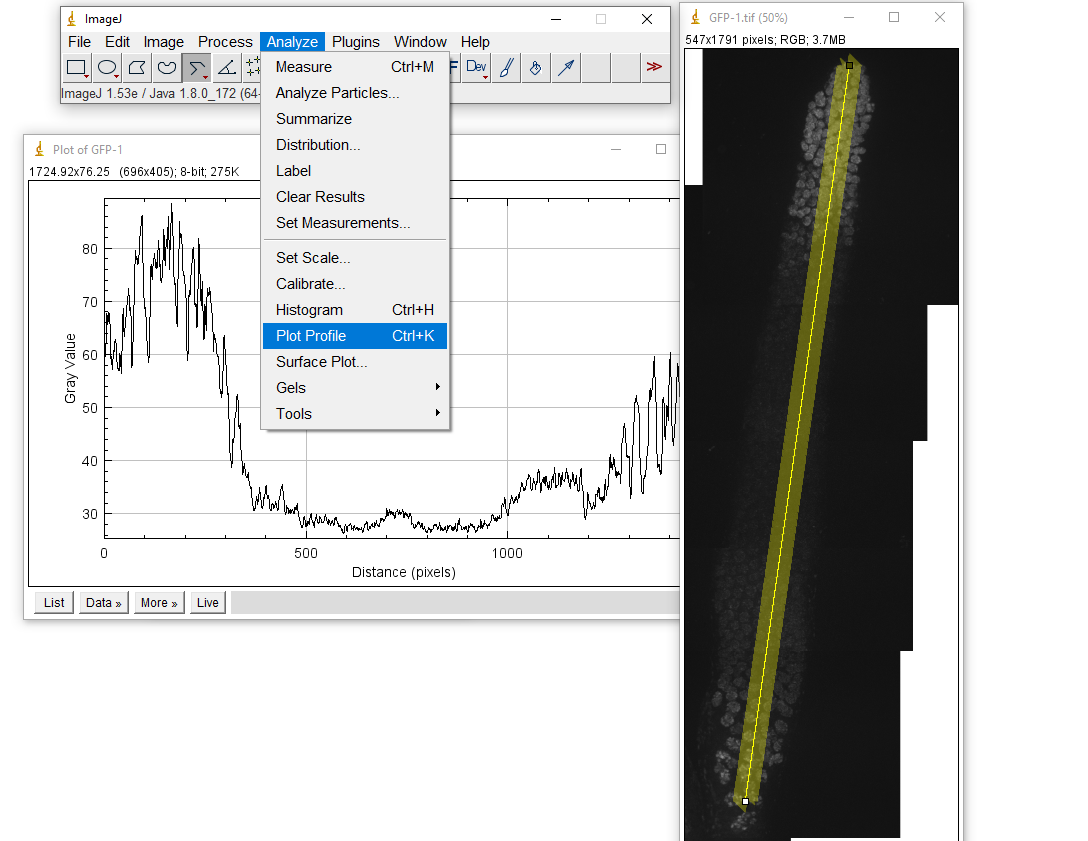 ImageJ
File Edit Image Process Analyze Plugins Window Help
Dev
ImageJ 1.53e / Java 1.8.0_172 (64-
Measure Ctrl+M
Analyze Particles...
Summarize
Distribution...
Label
Clear Results
Set Measurements...
Set Scale...
Calibrate...
Histogram Ctrl+H
Plot Profile Ctrl+K
Surface Plot...
Gels
Tools
Plot of GFP-1
1724.92x76.25 (696x405); 8-bit; 275K
80
70
60
50
40
30
Gray Value
0 500 1000
Distance (pixels)
List Data » More » Live
GFP-1.tif (50%)
547x1791 pixels; RGB; 3.7MB